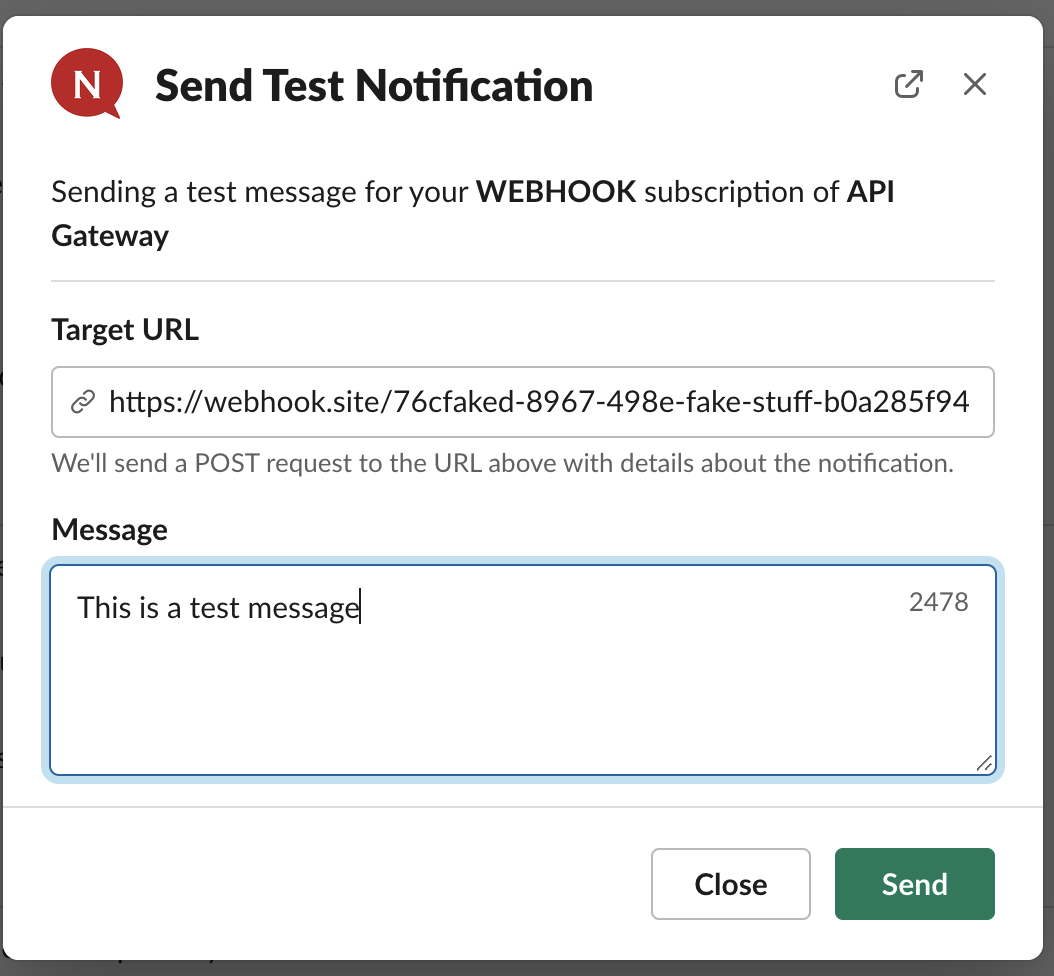 N
Send Test Notification
Sending a test message for your WEBHOOK subscription of API
Gateway
Target URL
https://webhook.site/76cfaked-8967-498e-fake-stuff-b0a285f94
We'll send a POST request to the URL above with details about the notification.
Message
This is a test message
2478
Close
Send